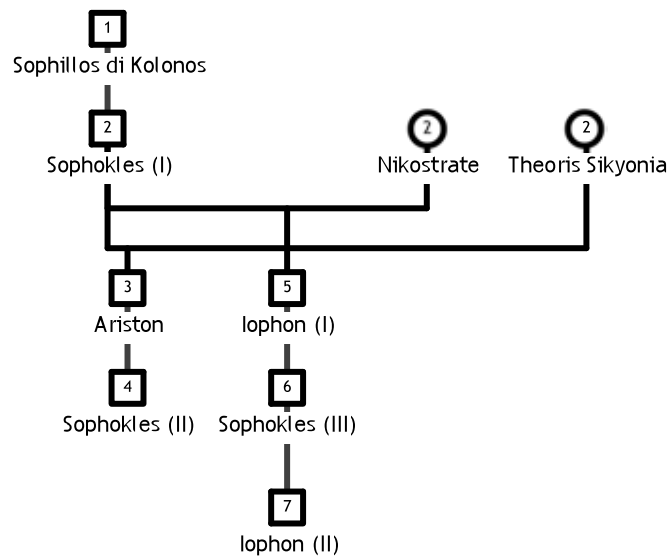 1
Sophillos di Kolonos
2 2 2
Sophokles (I) Nikostrate Theoris Sikyonia
3 5
Ariston Iophon (I)
4 6
Sophokles (II) Sophokles (III)
7
Iophon (II)